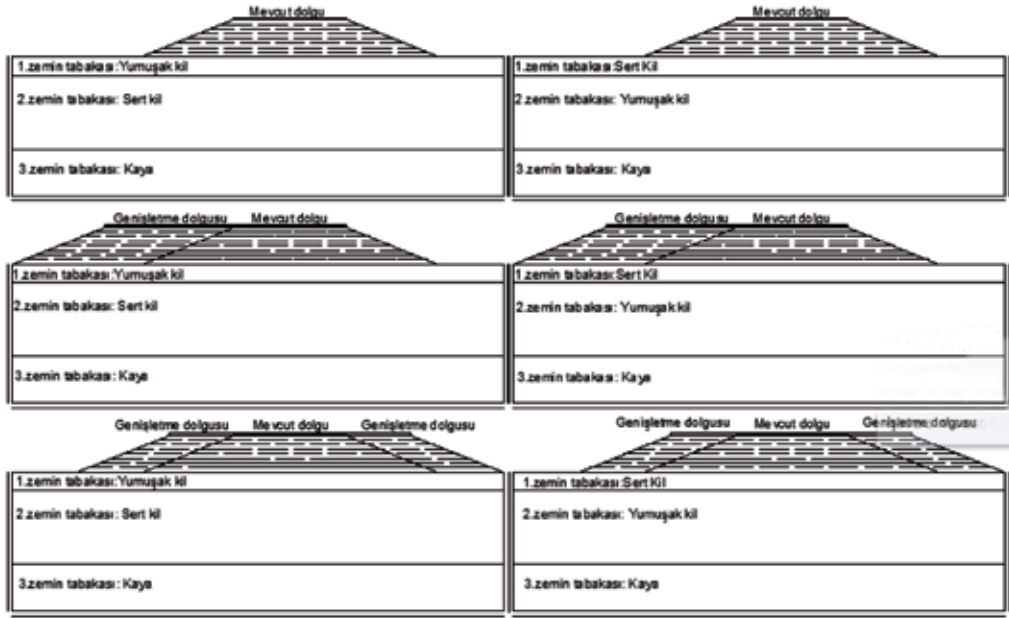 Mevcut dolgu
1.zemin tabakası:Yumuşak kil
2.zemin tabakası: Sert kil
3.zemin tabakası: Kaya
Mevcut dolgu
1.zemin tabakası:Sert Kil
2.zemin tabakası: Yumuşak kil
3.zemin tabakası: Kaya
Genişletme dolgusu Mevcut dolgu
1.zemin tabakası:Yumuşak kil
2.zemin tabakası: Sert kil
3.zemin tabakası: Kaya
Genişletme dolgusu Mevcut dolgu
1.zemin tabakası:Sert Kil
2.zemin tabakası: Yumuşak kil
3.zemin tabakası: Kaya
Genişletme dolgusu Mevcut dolgu Genişletme dolgusu
1.zemin tabakası:Yumuşak kil
2.zemin tabakası: Sert kil
3.zemin tabakası: Kaya
Genişletme dolgusu Mevcut dolgu Genişletme dolgusu
1.zemin tabakası:Sert Kil
2.zemin tabakası: Yumuşak kil
3.zemin tabakası: Kaya